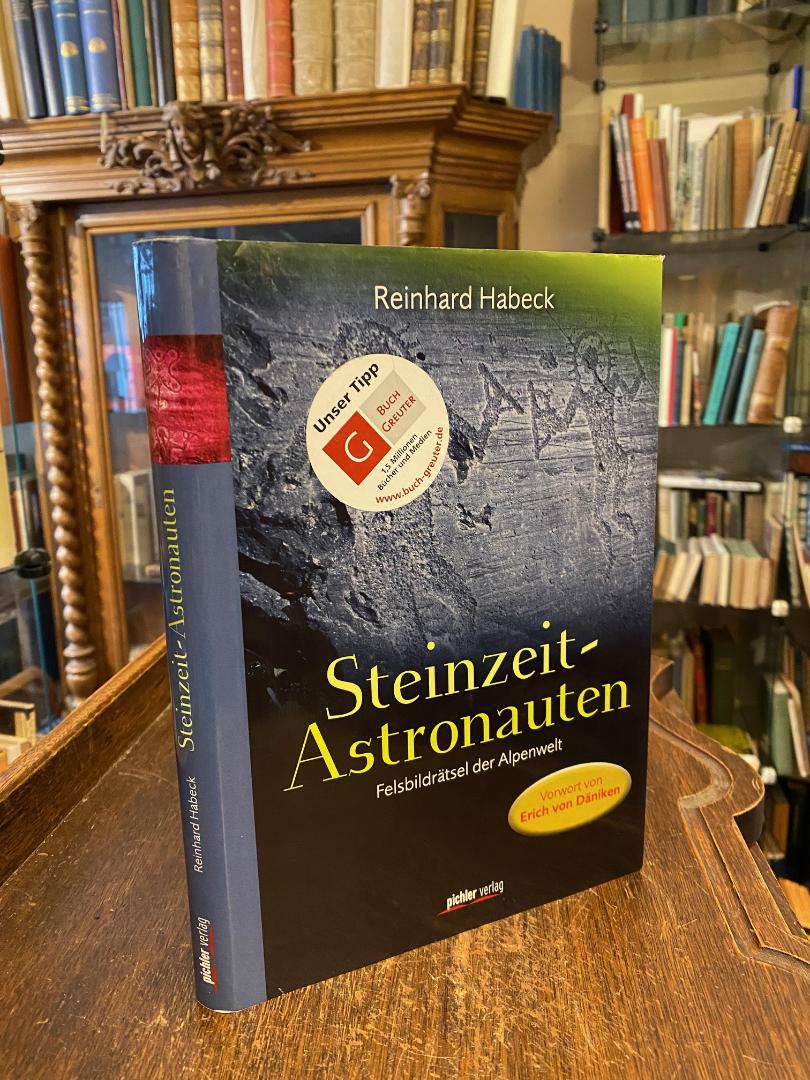 Reinhard Habeck
Unser Tipp
G
BUCH
GREUTER
1,5 Millionen
Bücher und Medien
www.buch-greuter.de
Steinzeit-
Astronauten
Felsbildrätsel der Alpenwelt
Vorwort von
Erich von Däniken
pichler verlag
Reinhard Habeck Steinzeit-Astronauten
pichler verlag